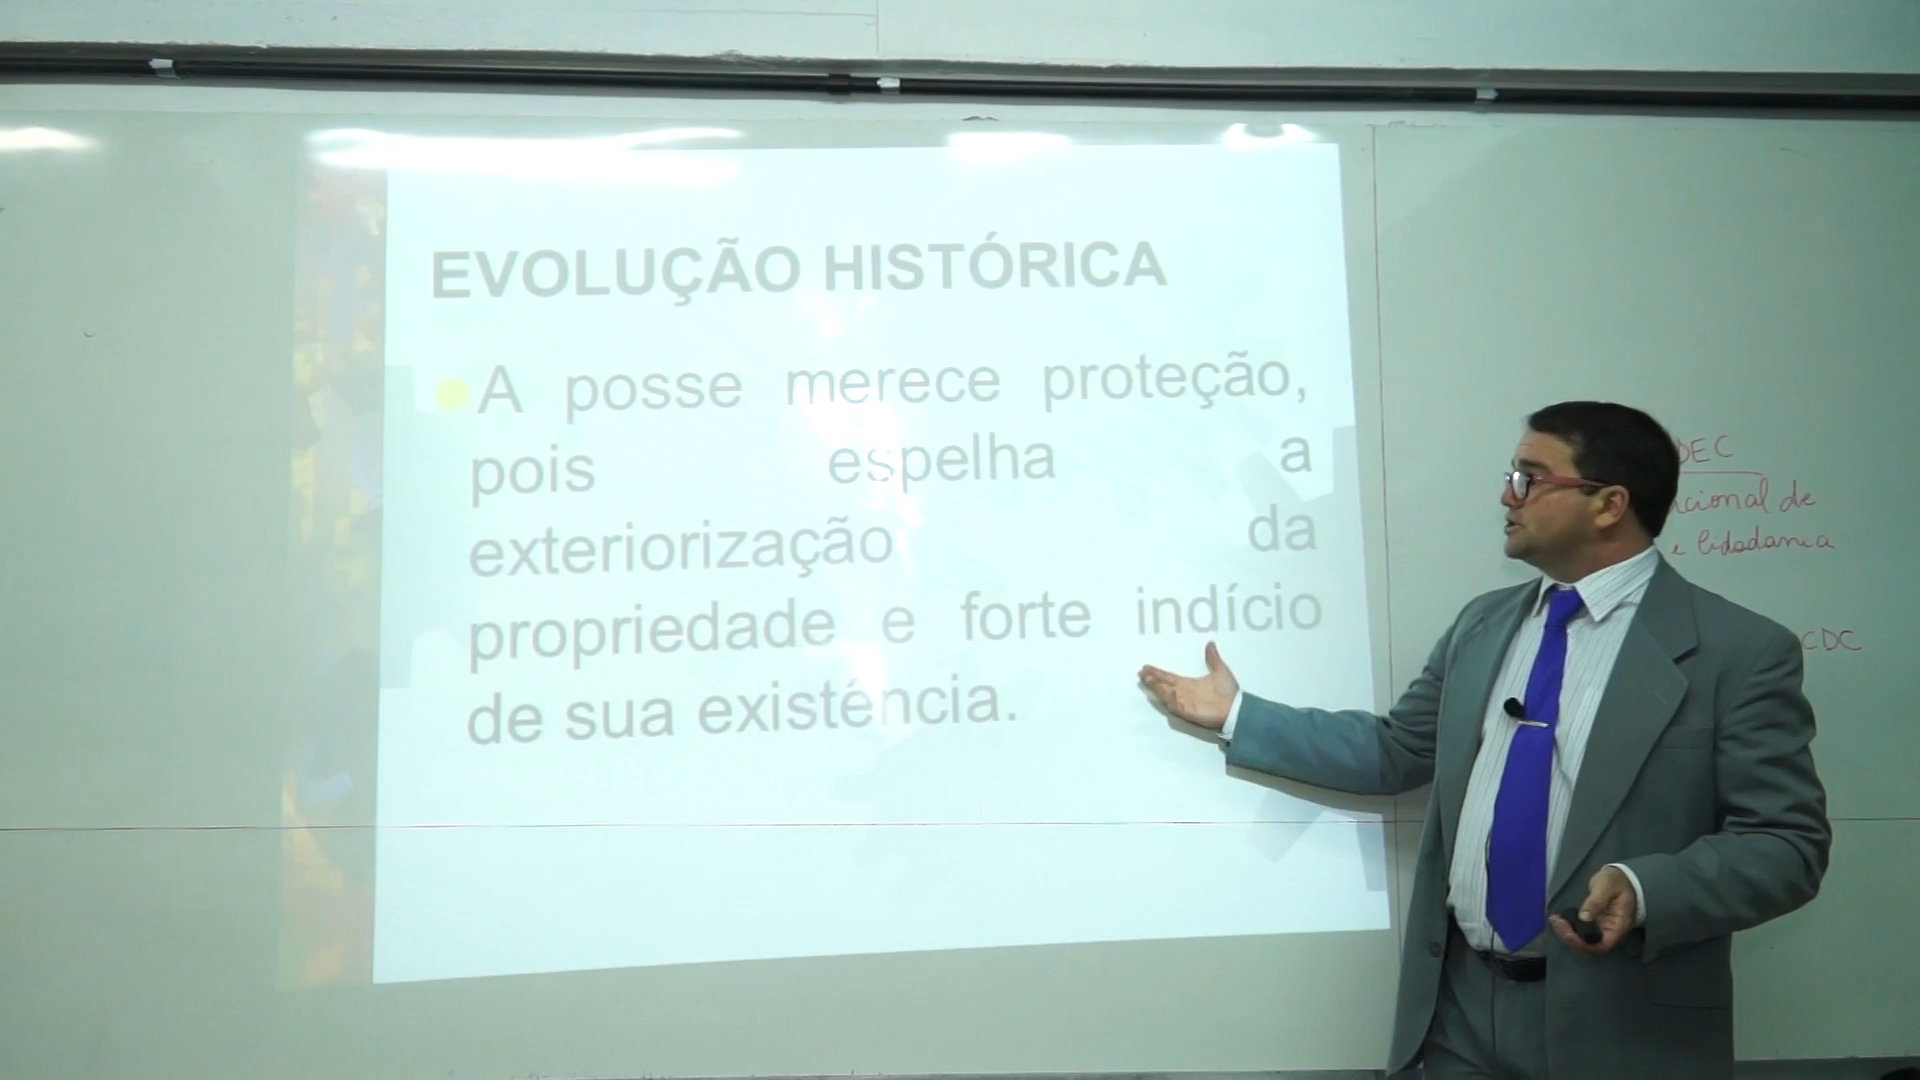 EVOLUÇÃO HISTÓRICA
A posse merece proteção,
pois espelha a
exteriorização da
propriedade e forte indício
de sua existência.
DEC
cional de
e Cidadania
CDC